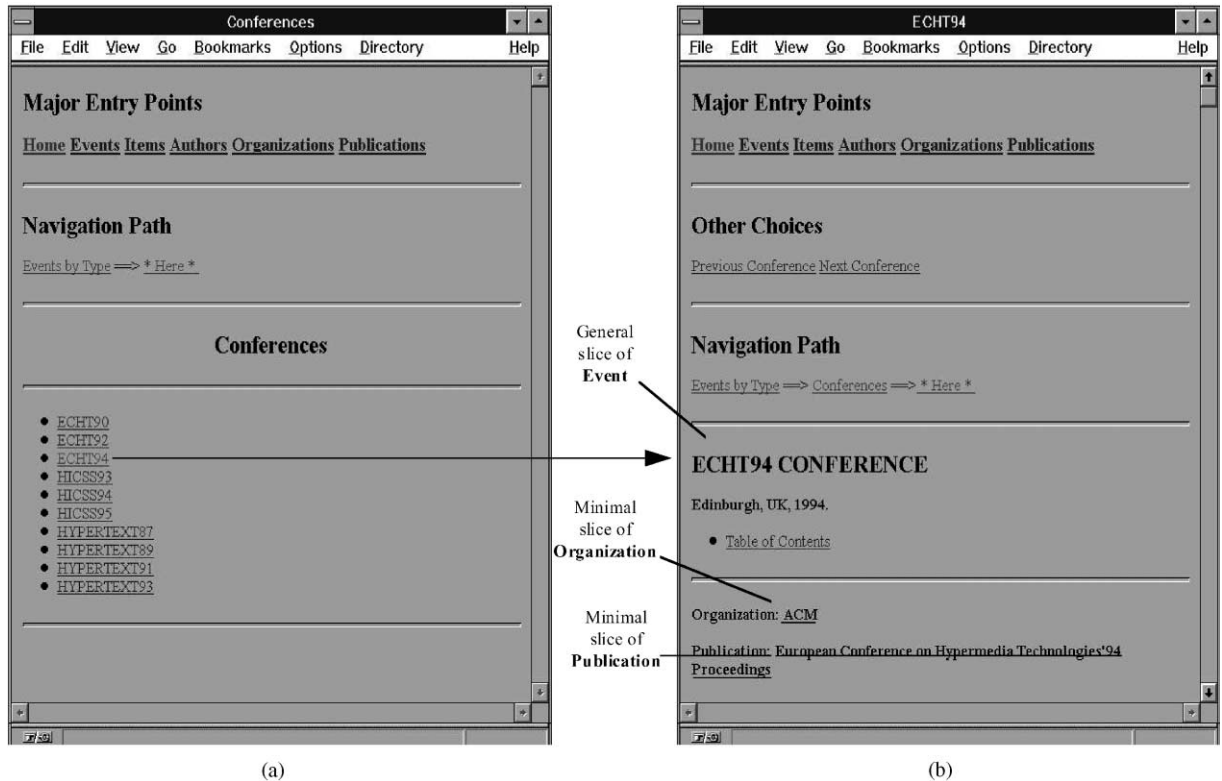 Conferences
File Edit View Go Bookmarks Options Directory Help
Major Entry Points
Home Events Items Authors Organizations Publications
Navigation Path
Events by Type ==> * Here *
Conferences
ECHT90
ECHT92
ECHT94
HICSS93
HICSS94
HICSS95
HYPERTEXT87
HYPERTEXT89
HYPERTEXT91
HYPERTEXT93
(a)
General
slice of
Event
Minimal
slice of
Organization
Minimal
slice of
Publication
ECHT94
File Edit View Go Bookmarks Options Directory Help
Major Entry Points
Home Events Items Authors Organizations Publications
Other Choices
Previous Conference Next Conference
Navigation Path
Events by Type ==> Conferences ==> * Here *
ECHT94 CONFERENCE
Edinburgh, UK, 1994.
Table of Contents
Organization: ACM
Publication: European Conference on Hypermedia Technologies'94
Proceedings
(b)